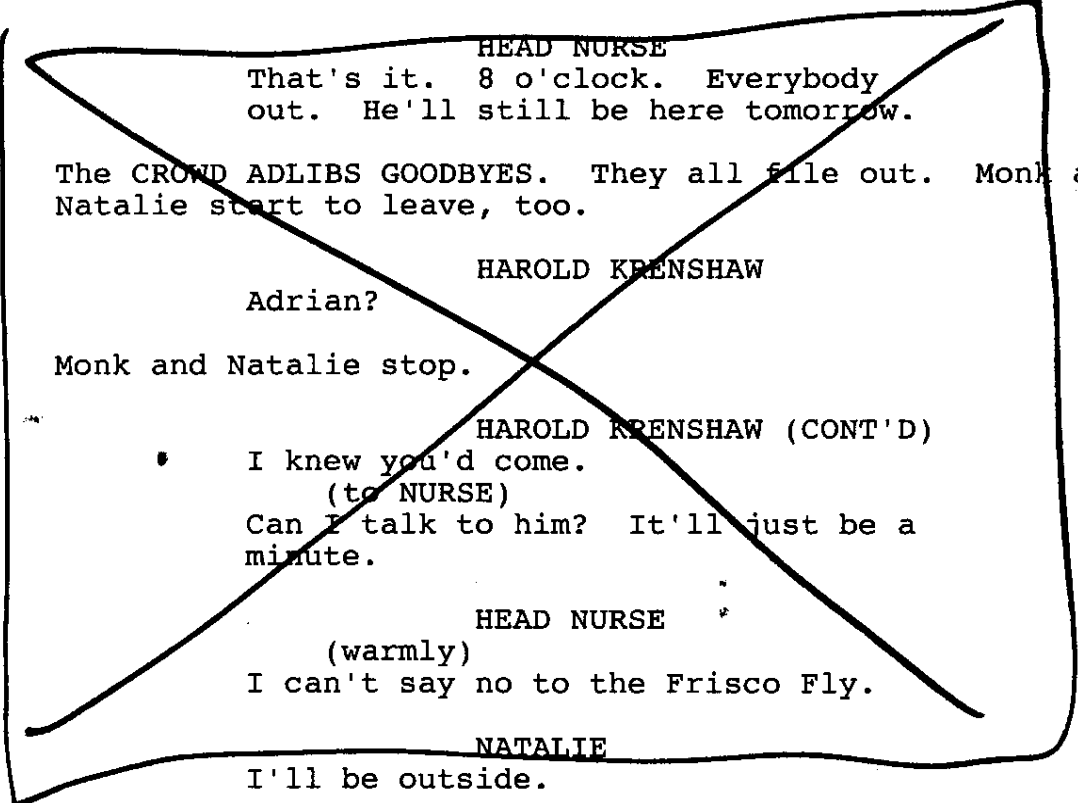 HEAD NURSE
That's it.  8 o'clock.  Everybody
out.  He'll still be here tomorrow.
The CROWD ADLIBS GOODBYES.  They all file out.  Monk a
Natalie start to leave, too.
HAROLD KRENSHAW
Adrian?
Monk and Natalie stop.
HAROLD KRENSHAW (CONT'D)
I knew you'd come.
(to NURSE)
Can I talk to him?  It'll just be a
minute.
HEAD NURSE
(warmly)
I can't say no to the Frisco Fly.
NATALIE
I'll be outside.